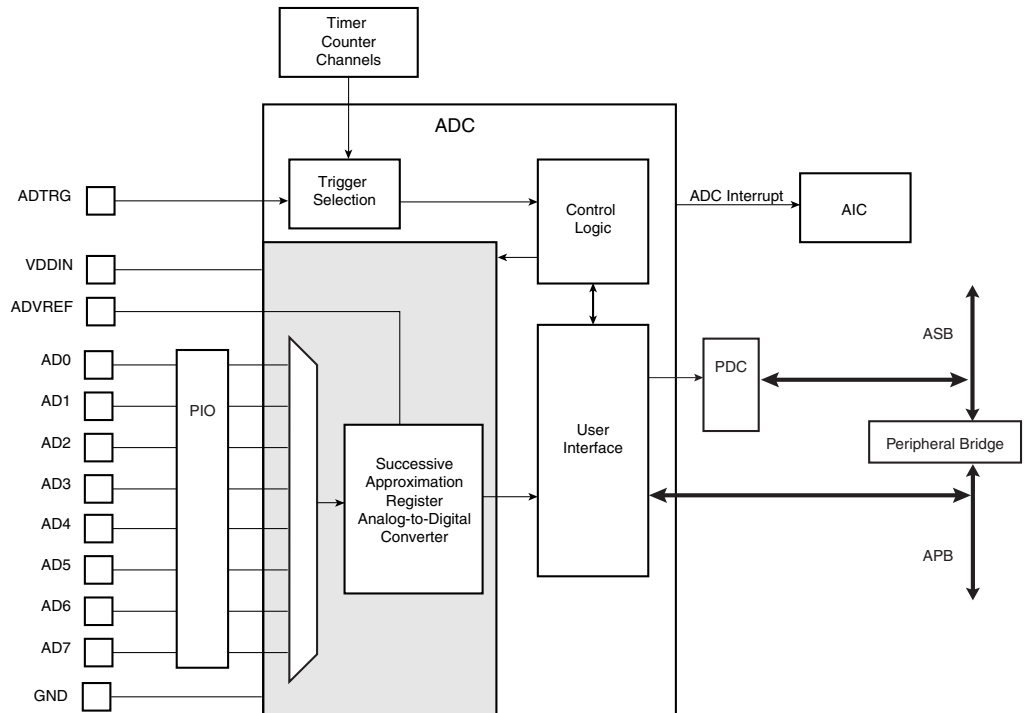 Timer
Counter
Channels
ADC
ADTRG
Trigger
Selection
Control
Logic
ADC Interrupt
AIC
VDDIN
ADVREF
AD0
AD1
AD2
AD3
AD4
AD5
AD6
AD7
GND
PIO
Successive
Approximation
Register
Analog-to-Digital
Converter
User
Interface
PDC
ASB
Peripheral Bridge
APB